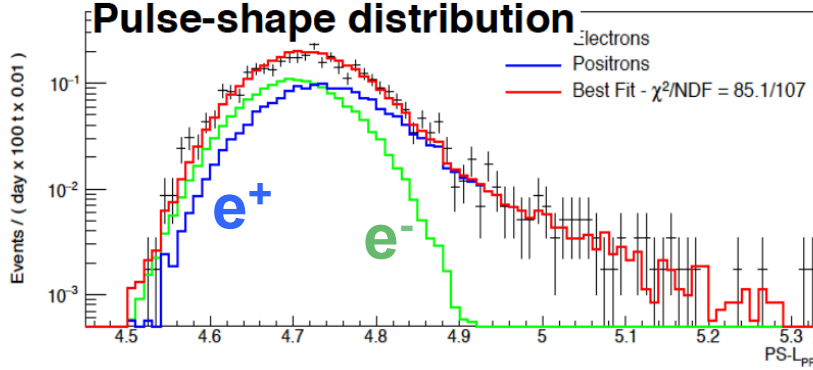 Pulse-shape distribution
Electrons
Positrons
Best Fit - χ²/NDF = 85.1/107
Events / ( day x 100 t x 0.01 )
10⁻¹
10⁻²
10⁻³
e⁺
e⁻
4.5 4.6 4.7 4.8 4.9 5 5.1 5.2 5.3